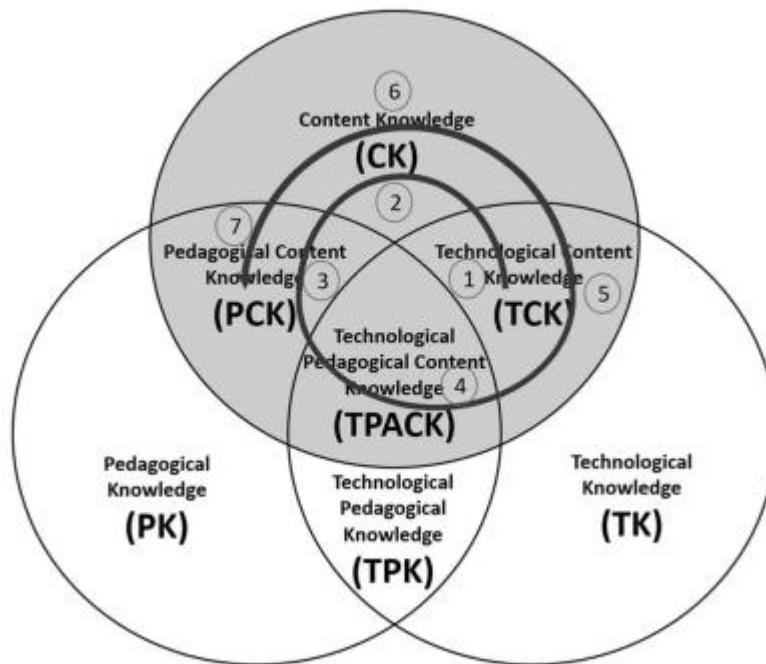 6
Content Knowledge
(CK)
2
7
Pedagogical Content
Knowledge
(PCK)
3
Technological Content
Knowledge
(TCK)
1
5
Technological
Pedagogical Content
Knowledge
(TPACK)
4
Pedagogical
Knowledge
(PK)
Technological
Pedagogical
Knowledge
(TPK)
Technological
Knowledge
(TK)